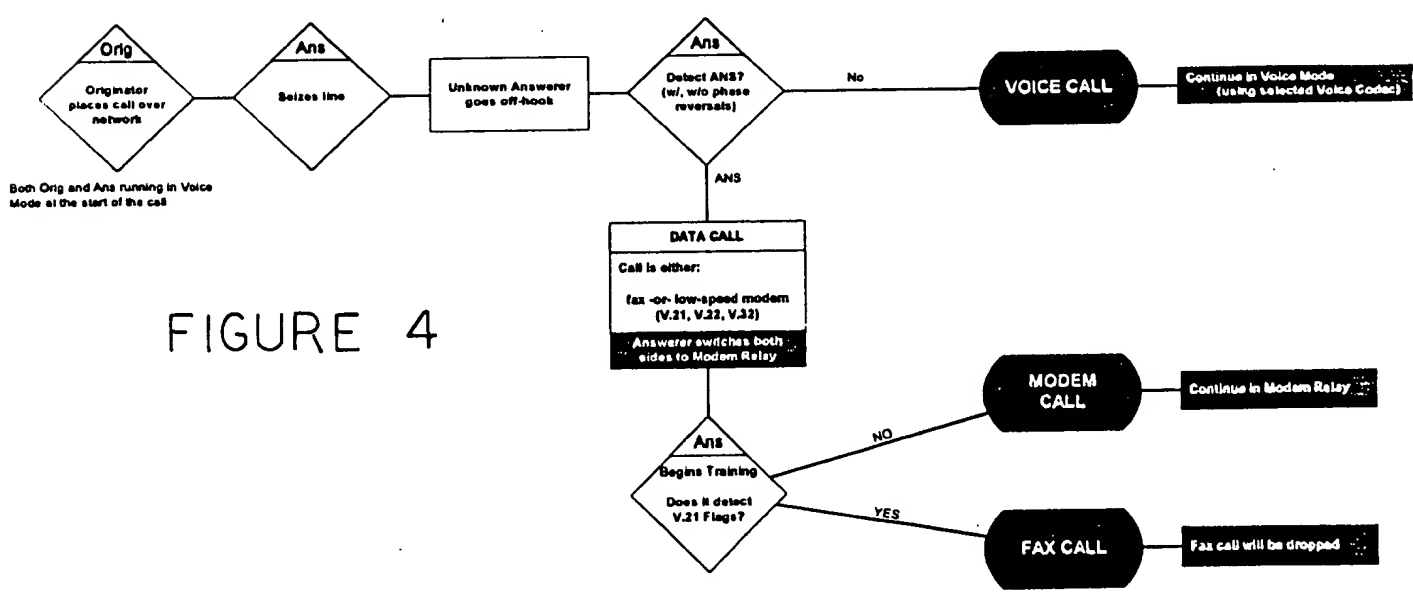 Orig
Originator
places call over
network
Both Orig and Ans running in Voice
Mode at the start of the call
Ans
Seizes line
Unknown Answerer
goes off-hook
Ans
Detect ANS?
(w/, w/o phase
reversals)
No
VOICE CALL
Continue in Voice Mode
(using selected Voice Codec)
ANS
DATA CALL
Call is either:
fax -or- low-speed modem
(V.21, V.22, V.32)
Answerer switches both
sides to Modem Relay
FIGURE 4
Ans
Begins Training
Does it detect
V.21 Flags?
NO
MODEM
CALL
Continue in Modem Relay
YES
FAX CALL
Fax call will be dropped